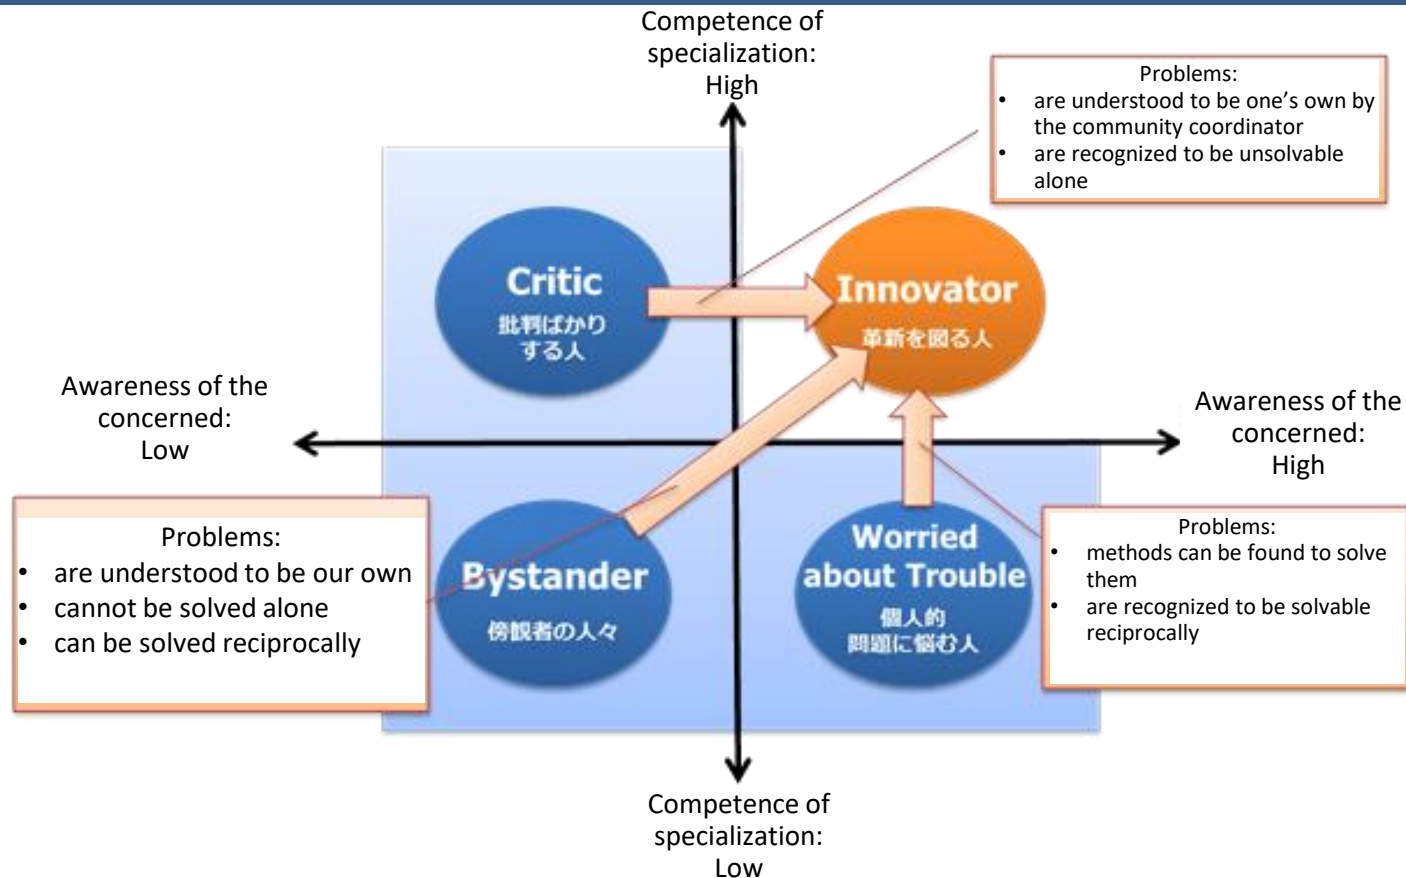 Competence of
specialization:
High
Problems:
• are understood to be one’s own by
the community coordinator
• are recognized to be unsolvable
alone
Critic
批判ばかり
する人
Innovator
革新を図る人
Awareness of the
concerned:
Low
Awareness of the
concerned:
High
Problems:
• are understood to be our own
• cannot be solved alone
• can be solved reciprocally
Bystander
傍観者の人々
Worried
about Trouble
個人的
問題に悩む人
Problems:
• methods can be found to solve
them
• are recognized to be solvable
reciprocally
Competence of
specialization:
Low